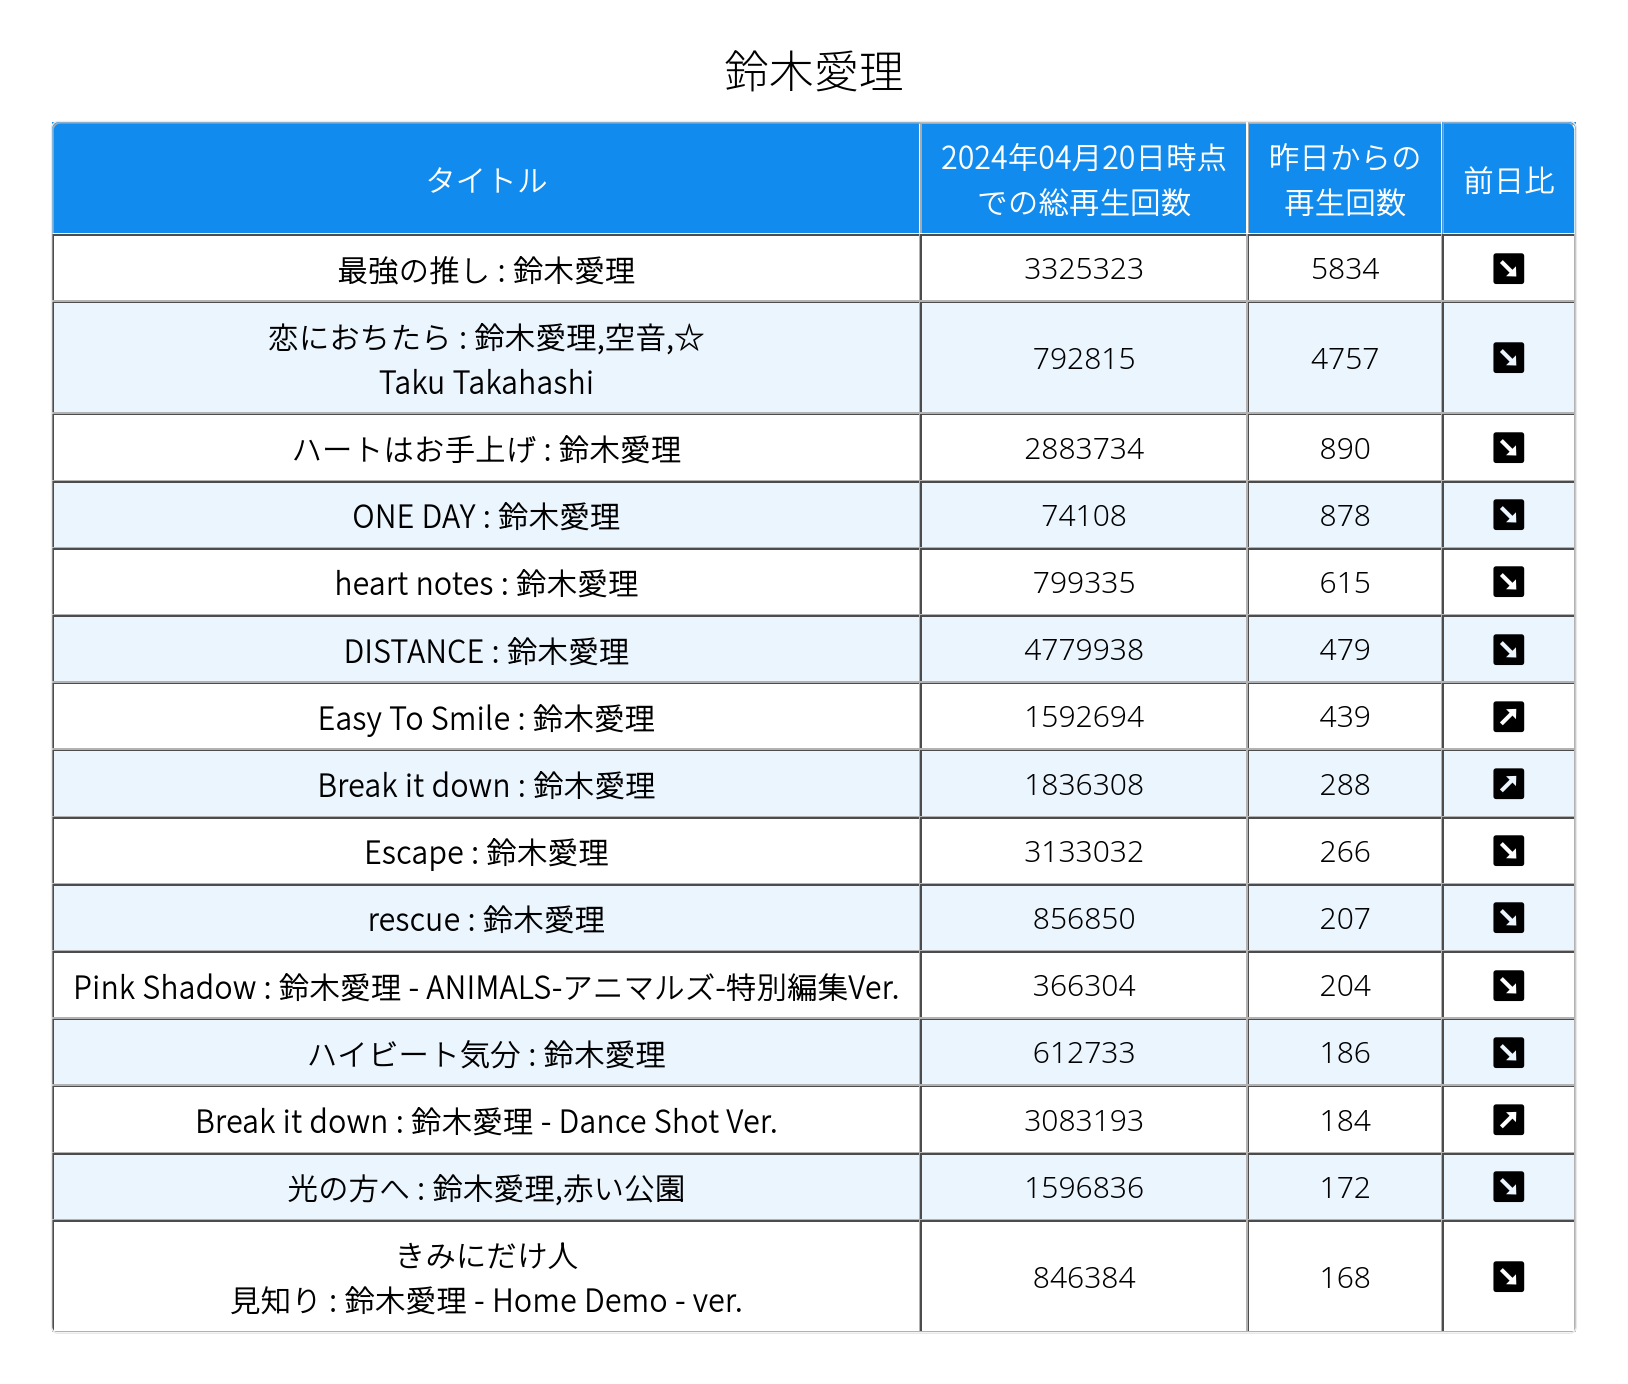 鈴木愛理
タイトル
2024年04月20日時点
での総再生回数
昨日からの
再生回数
前日比
最強の推し : 鈴木愛理 3325323 5834
恋におちたら : 鈴木愛理,空音,☆
Taku Takahashi
792815 4757
ハートはお手上げ : 鈴木愛理 2883734 890
ONE DAY : 鈴木愛理 74108 878
heart notes : 鈴木愛理 799335 615
DISTANCE : 鈴木愛理 4779938 479
Easy To Smile : 鈴木愛理 1592694 439
Break it down : 鈴木愛理 1836308 288
Escape : 鈴木愛理 3133032 266
rescue : 鈴木愛理 856850 207
Pink Shadow : 鈴木愛理 - ANIMALS-アニマルズ-特別編集Ver. 366304 204
ハイビート気分 : 鈴木愛理 612733 186
Break it down : 鈴木愛理 - Dance Shot Ver. 3083193 184
光の方へ : 鈴木愛理,赤い公園 1596836 172
きみにだけ人
見知り : 鈴木愛理 - Home Demo - ver.
846384 168